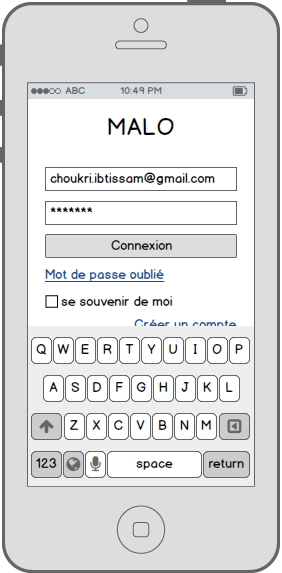 ABC 10:49 PM
MALO
choukri.ibtissam@gmail.com
*******
Connexion
Mot de passe oublié
se souvenir de moi
Créer un compte
Q W E R T Y U I O P
A S D F G H J K L
Z X C V B N M
123 space return